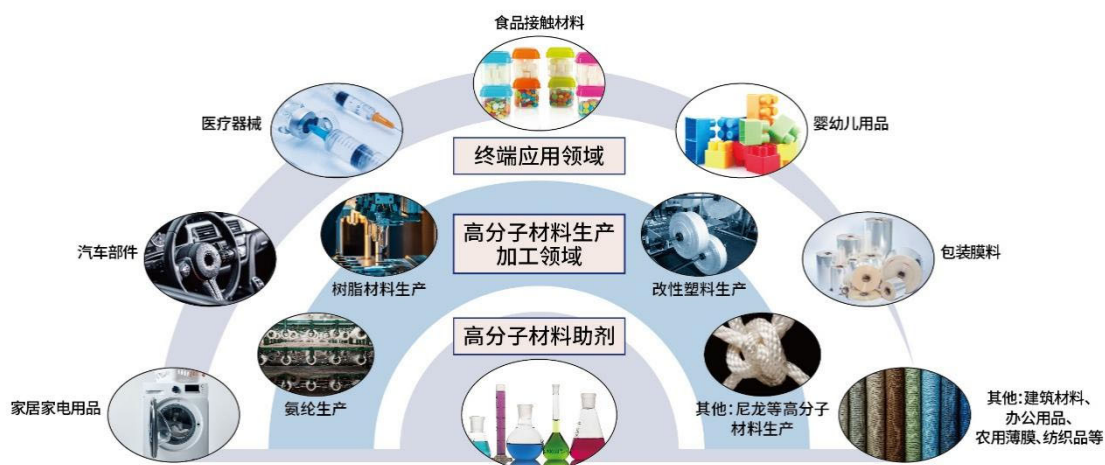 食品接触材料
医疗器械
婴幼儿用品
终端应用领域
汽车部件
高分子材料生产
加工领域
包装膜料
树脂材料生产
改性塑料生产
高分子材料助剂
家居家电用品
氨纶生产
其他：尼龙等高分子
材料生产
其他：建筑材料、
办公用品、
农用薄膜、纺织品等